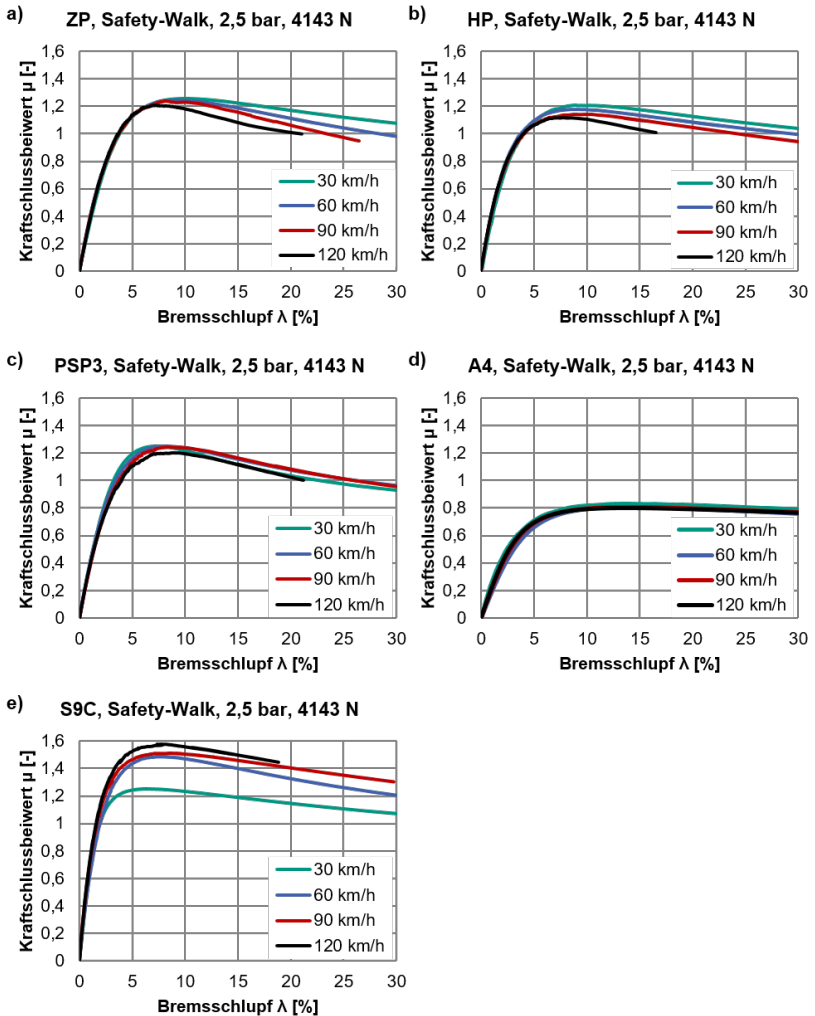 a) ZP, Safety-Walk, 2,5 bar, 4143 N
Kraftschlussbeiwert µ [-]
1,6
1,4
1,2
1
0,8
0,6
0,4
0,2
0
30 km/h
60 km/h
90 km/h
120 km/h
0 5 10 15 20 25 30
Bremsschlupf λ [%]
b) HP, Safety-Walk, 2,5 bar, 4143 N
Kraftschlussbeiwert µ [-]
1,6
1,4
1,2
1
0,8
0,6
0,4
0,2
0
30 km/h
60 km/h
90 km/h
120 km/h
0 5 10 15 20 25 30
Bremsschlupf λ [%]
c) PSP3, Safety-Walk, 2,5 bar, 4143 N
Kraftschlussbeiwert µ [-]
1,6
1,4
1,2
1
0,8
0,6
0,4
0,2
0
30 km/h
60 km/h
90 km/h
120 km/h
0 5 10 15 20 25 30
Bremsschlupf λ [%]
d) A4, Safety-Walk, 2,5 bar, 4143 N
Kraftschlussbeiwert µ [-]
1,6
1,4
1,2
1
0,8
0,6
0,4
0,2
0
30 km/h
60 km/h
90 km/h
120 km/h
0 5 10 15 20 25 30
Bremsschlupf λ [%]
e) S9C, Safety-Walk, 2,5 bar, 4143 N
Kraftschlussbeiwert µ [-]
1,6
1,4
1,2
1
0,8
0,6
0,4
0,2
0
30 km/h
60 km/h
90 km/h
120 km/h
0 5 10 15 20 25 30
Bremsschlupf λ [%]